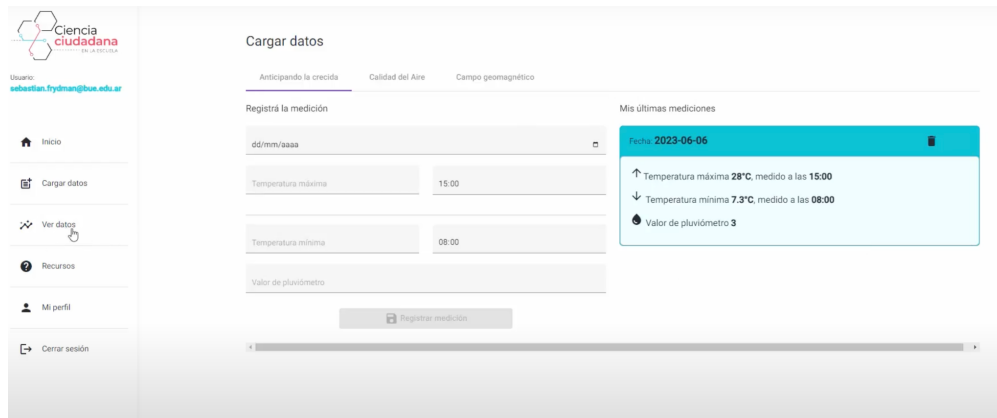 Ciencia
ciudadana
EN LA ESCUELA
Usuario:
sebastian.frydman@bue.edu.ar
Inicio
Cargar datos
Ver datos
Recursos
Mi perfil
Cerrar sesión
Cargar datos
Anticipando la crecida Calidad del Aire Campo geomagnético
Registrá la medición
dd/mm/aaaa
Temperatura máxima 15:00
Temperatura mínima 08:00
Valor de pluviómetro
Registrar medición
Mis últimas mediciones
Fecha: 2023-06-06
Temperatura máxima 28°C, medido a las 15:00
Temperatura mínima 7.3°C, medido a las 08:00
Valor de pluviómetro 3